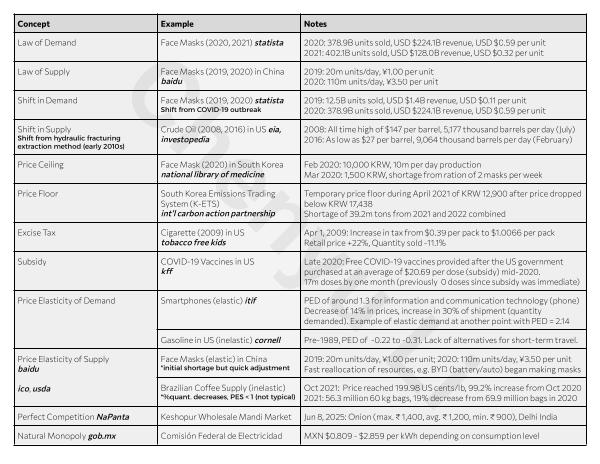 Concept Example Notes
Law of Demand Face Masks (2020, 2021) statista 2020: 378.9B units sold, USD $224.1B revenue, USD $0.59 per unit
2021: 402.1B units sold, USD $128.0B revenue, USD $0.32 per unit
Law of Supply Face Masks (2019, 2020) in China 2019: 20m units/day, ¥1.00 per unit
baidu 2020: 110m units/day, ¥3.50 per unit
Shift in Demand Face Masks (2019, 2020) statista 2019: 12.5B units sold, USD $1.4B revenue, USD $0.11 per unit
Shift from COVID-19 outbreak 2020: 378.9B units sold, USD $224.1B revenue, USD $0.59 per unit
Shift in Supply Crude Oil (2008, 2016) in US eia, 2008: All time high of $147 per barrel, 5,177 thousand barrels per day (July)
Shift from hydraulic fracturing investopedia 2016: As low as $27 per barrel, 9,064 thousand barrels per day (February)
extraction method (early 2010s)
Price Ceiling Face Mask (2020) in South Korea Feb 2020: 10,000 KRW, 10m per day production
national library of medicine Mar 2020: 1,500 KRW, shortage from ration of 2 masks per week
Price Floor South Korea Emissions Trading Temporary price floor during April 2021 of KRW 12,900 after price dropped
System (K-ETS) below KRW 17,438
int'l carbon action partnership Shortage of 39.2m tons from 2021 and 2022 combined
Excise Tax Cigarette (2009) in US Apr 1, 2009: Increase in tax from $0.39 per pack to $1.0066 per pack
tobacco free kids Retail price +22%, Quantity sold -11.1%
Subsidy COVID-19 Vaccines in US Late 2020: Free COVID-19 vaccines provided after the US government
kff purchased at an average of $20.69 per dose (subsidy) mid-2020.
17m doses by one month (previously 0 doses since subsidy was immediate)
Price Elasticity of Demand Smartphones (elastic) itif PED of around 1.3 for information and communication technology (phone)
Decrease of 14% in prices, increase in 30% of shipment (quantity
demanded). Example of elastic demand at another point with PED = 2.14
Gasoline in US (inelastic) cornell Pre-1989, PED of -0.22 to -0.31. Lack of alternatives for short-term travel.
Price Elasticity of Supply Face Masks (elastic) in China 2019: 20m units/day, ¥1.00 per unit; 2020: 110m units/day, ¥3.50 per unit
baidu *initial shortage but quick adjustment Fast reallocation of resources, e.g. BYD (battery/auto) began making masks
ico, usda Brazilian Coffee Supply (inelastic) Oct 2021: Price reached 199.98 US cents/lb, 99.2% increase from Oct 2020
*%quant. decreases, PES < 1 (not typical) 2021: 56.3 million 60 kg bags, 19% decrease from 69.9 million bags in 2020
Perfect Competition NaPanta Keshopur Wholesale Mandi Market Jun 8, 2025: Onion (max. ₹ 1,400, avg. ₹ 1,200, min. ₹ 900), Delhi India
Natural Monopoly gob.mx Comisión Federal de Electricidad MXN $0.809 - $2.859 per kWh depending on consumption level